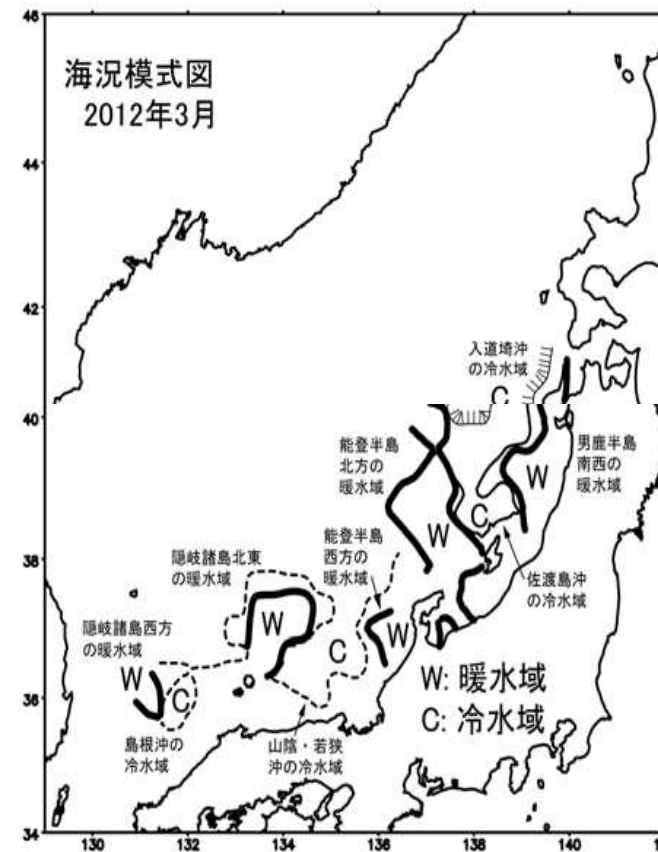 海況模式図
2012年3月
46
44
42
40
38
36
34
入道埼沖
の冷水域
C
能登半島
北方の
暖水域
男鹿半島
南西の
暖水域
W
C
W
能登半島
西方の
暖水域
隠岐諸島北東
の暖水域
佐渡島沖
の冷水域
W
W
C
隠岐諸島西方
の暖水域
W
C
W: 暖水域
C: 冷水域
島根沖の
冷水域
山陰・若狭
沖の冷水域
130
132
134
136
138
140